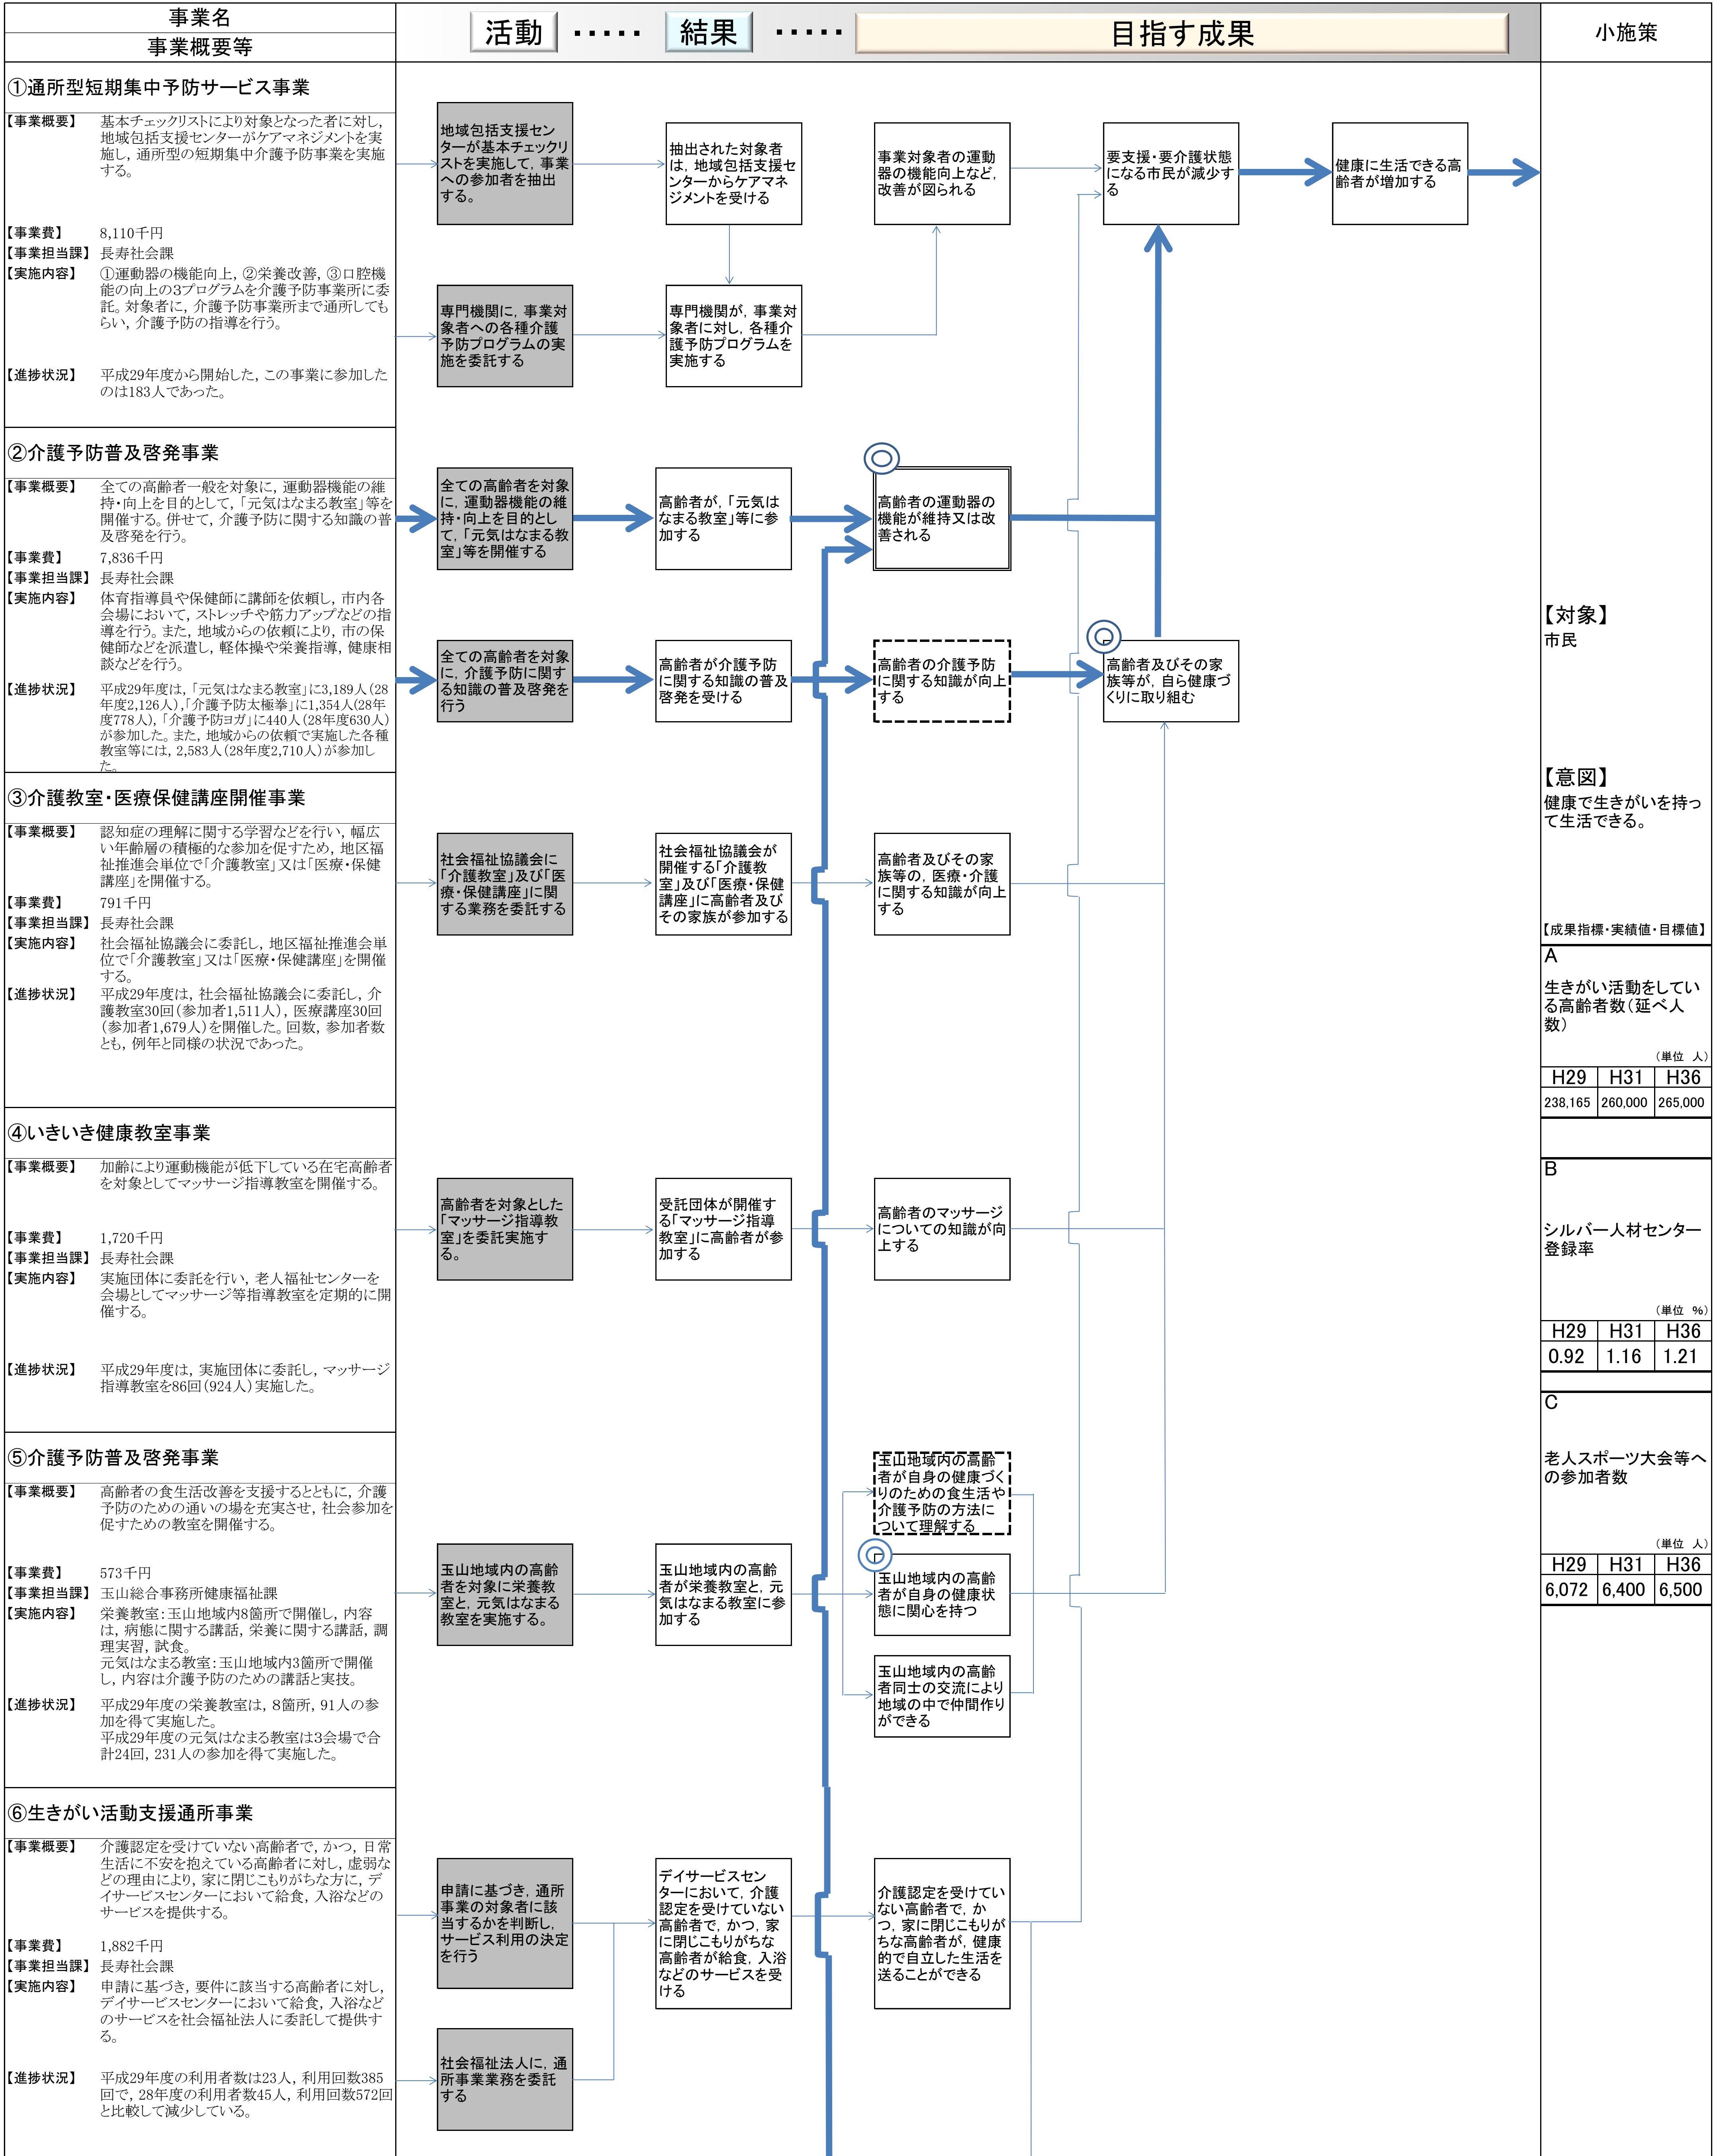 事業名
事業概要等
活動 ・・・・・ 結果 ・・・・・ 目指す成果
小施策
①通所型短期集中予防サービス事業
【事業概要】 基本チェックリストにより対象となった者に対し,
地域包括支援センターがケアマネジメントを実
施し, 通所型の短期集中介護予防事業を実施
する。
【事業費】 8,110千円
【事業担当課】 長寿社会課
【実施内容】 ①運動器の機能向上, ②栄養改善, ③口腔機
能の向上の3プログラムを介護予防事業所に委
託。対象者に, 介護予防事業所まで通所しても
らい, 介護予防の指導を行う。
【進捗状況】 平成29年度から開始した, この事業に参加した
のは183人であった。
地域包括支援セン
ターが基本チェックリ
ストを実施して, 事業
への参加者を抽出
する。
抽出された対象者
は, 地域包括支援セ
ンターからケアマネ
ジメントを受ける
事業対象者の運動
器の機能向上など,
改善が図られる
要支援・要介護状態
になる市民が減少す
る
健康に生活できる高
齢者が増加する
専門機関に, 事業対
象者への各種介護
予防プログラムの実
施を委託する
専門機関が, 事業対
象者に対し, 各種介
護予防プログラムを
実施する
②介護予防普及啓発事業
【事業概要】 全ての高齢者一般を対象に, 運動器機能の維
持・向上を目的として, 「元気はなまる教室」等を
開催する。併せて, 介護予防に関する知識の普
及啓発を行う。
【事業費】 7,836千円
【事業担当課】 長寿社会課
【実施内容】 体育指導員や保健師に講師を依頼し, 市内各
会場において, ストレッチや筋力アップなどの指
導を行う。また, 地域からの依頼により, 市の保
健師などを派遣し, 軽体操や栄養指導, 健康相
談などを行う。
【進捗状況】 平成29年度は, 「元気はなまる教室」に3,189人(28
年度2,126人), 「介護予防太極拳」に1,354人(28年
度778人), 「介護予防ヨガ」に440人(28年度630人)
が参加した。また, 地域からの依頼で実施した各種
教室等には, 2,583人(28年度2,710人)が参加し
た。
全ての高齢者を対象
に, 運動器機能の維
持・向上を目的とし
て, 「元気はなまる教
室」等を開催する
高齢者が, 「元気は
なまる教室」等に参
加する
高齢者の運動器の
機能が維持又は改
善される
全ての高齢者を対象
に, 介護予防に関す
る知識の普及啓発を
行う
高齢者が介護予防
に関する知識の普及
啓発を受ける
高齢者の介護予防
に関する知識が向上
する
高齢者及びその家
族等が, 自ら健康づ
くりに取り組む
③介護教室・医療保健講座開催事業
【事業概要】 認知症の理解に関する学習などを行い, 幅広
い年齢層の積極的な参加を促すため, 地区福
祉推進会単位で「介護教室」又は「医療・保健
講座」を開催する。
【事業費】 791千円
【事業担当課】 長寿社会課
【実施内容】 社会福祉協議会に委託し, 地区福祉推進会単
位で「介護教室」又は「医療・保健講座」を開催
する。
【進捗状況】 平成29年度は, 社会福祉協議会に委託し, 介
護教室30回(参加者1,511人), 医療講座30回
(参加者1,679人)を開催した。回数, 参加者数
とも, 例年と同様の状況であった。
社会福祉協議会に
「介護教室」及び「医
療・保健講座」に関
する業務を委託する
社会福祉協議会が
開催する「介護教
室」及び「医療・保健
講座」に高齢者及び
その家族が参加する
高齢者及びその家
族等の, 医療・介護
に関する知識が向上
する
④いきいき健康教室事業
【事業概要】 加齢により運動機能が低下している在宅高齢者
を対象としてマッサージ指導教室を開催する。
【事業費】 1,720千円
【事業担当課】 長寿社会課
【実施内容】 実施団体に委託を行い, 老人福祉センターを
会場としてマッサージ等指導教室を定期的に開
催する。
【進捗状況】 平成29年度は, 実施団体に委託し, マッサージ
指導教室を86回(924人)実施した。
高齢者を対象とした
「マッサージ指導教
室」を委託実施す
る。
受託団体が開催す
る「マッサージ指導
教室」に高齢者が参
加する
高齢者のマッサージ
についての知識が向
上する
⑤介護予防普及啓発事業
【事業概要】 高齢者の食生活改善を支援するとともに, 介護
予防のための通いの場を充実させ, 社会参加を
促すための教室を開催する。
【事業費】 573千円
【事業担当課】 玉山総合事務所健康福祉課
【実施内容】 栄養教室:玉山地域内8箇所で開催し, 内容
は, 病態に関する講話, 栄養に関する講話, 調
理実習, 試食。
元気はなまる教室:玉山地域内3箇所で開催
し, 内容は介護予防のための講話と実技。
【進捗状況】 平成29年度の栄養教室は, 8箇所, 91人の参
加を得て実施した。
平成29年度の元気はなまる教室は3会場で合
計24回, 231人の参加を得て実施した。
玉山地域内の高齢
者を対象に栄養教
室と, 元気はなまる
教室を実施する。
玉山地域内の高齢
者が栄養教室と, 元
気はなまる教室に参
加する
玉山地域内の高齢
者が自身の健康づく
りのための食生活や
介護予防の方法に
ついて理解する
玉山地域内の高齢
者が自身の健康状
態に関心を持つ
玉山地域内の高齢
者同士の交流により
地域の中で仲間作り
ができる
⑥生きがい活動支援通所事業
【事業概要】 介護認定を受けていない高齢者で, かつ, 日常
生活に不安を抱えている高齢者に対し, 虚弱な
どの理由により, 家に閉じこもりがちな方に, デ
イサービスセンターにおいて給食, 入浴などの
サービスを提供する。
【事業費】 1,882千円
【事業担当課】 長寿社会課
【実施内容】 申請に基づき, 要件に該当する高齢者に対し,
デイサービスセンターにおいて給食, 入浴など
のサービスを社会福祉法人に委託して提供す
る。
【進捗状況】 平成29年度の利用者数は23人, 利用回数385
回で, 28年度の利用者数45人, 利用回数572回
と比較して減少している。
申請に基づき, 通所
事業の対象者に該
当するかを判断し,
サービス利用の決定
を行う
社会福祉法人に, 通
所事業業務を委託
する
デイサービスセン
ターにおいて, 介護
認定を受けていない
高齢者で, かつ, 家
に閉じこもりがちな
高齢者が給食, 入浴
などのサービスを受
ける
介護認定を受けてい
ない高齢者で, か
つ, 家に閉じこもりが
ちな高齢者が, 健康
的で自立した生活を
送ることができる
【対象】
市民
【意図】
健康で生きがいを持っ
て生活できる。
【成果指標・実績値・目標値】
A
生きがい活動をしてい
る高齢者数(延べ人
数)
(単位 人)
H29 H31 H36
238,165 260,000 265,000
B
シルバー人材センター
登録率
(単位 %)
H29 H31 H36
0.92 1.16 1.21
C
老人スポーツ大会等へ
の参加者数
(単位 人)
H29 H31 H36
6,072 6,400 6,500